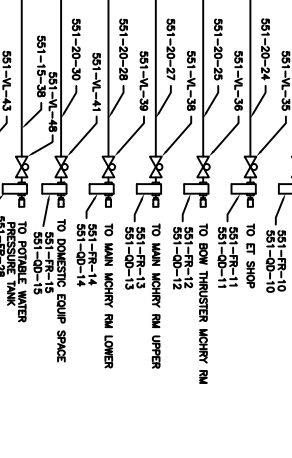 551-FR-10
551-QD-10
551-VL-35
551-20-24
TO ET SHOP
551-FR-11
551-QD-11
551-VL-36
551-20-25
TO BOW THRUSTER MCHRY RM
551-FR-12
551-QD-12
551-VL-38
551-20-27
TO MAIN MCHRY RM UPPER
551-FR-13
551-QD-13
551-VL-39
551-20-28
TO MAIN MCHRY RM LOWER
551-FR-14
551-QD-14
551-VL-41
551-20-30
TO DOMESTIC EQUIP SPACE
551-FR-15
551-QD-15
551-VL-48
551-15-38
TO POTABLE WATER
PRESSURE TANK
551-VL-43